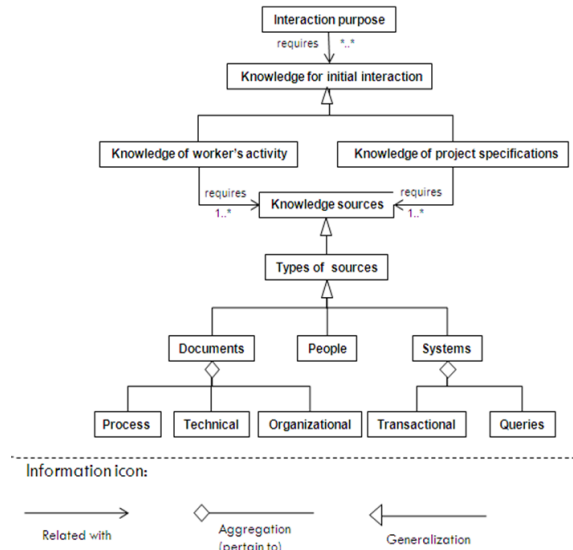 Interaction purpose
requires *..*
Knowledge for initial interaction
Knowledge of worker's activity Knowledge of project specifications
requires requires
Knowledge sources
1..* 1..*
Types of sources
Documents People Systems
Process Technical Organizational Transactional Queries
Information icon:
Related with Aggregation (pertain to) Generalization